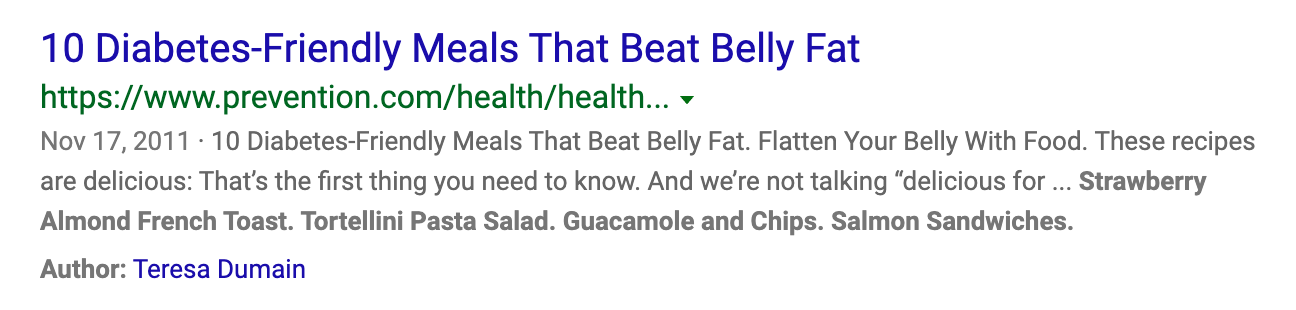 10 Diabetes-Friendly Meals That Beat Belly Fat
https://www.prevention.com/health/health...
Nov 17, 2011 · 10 Diabetes-Friendly Meals That Beat Belly Fat. Flatten Your Belly With Food. These recipes
are delicious: That’s the first thing you need to know. And we’re not talking “delicious for ... Strawberry
Almond French Toast. Tortellini Pasta Salad. Guacamole and Chips. Salmon Sandwiches.
Author: Teresa Dumain